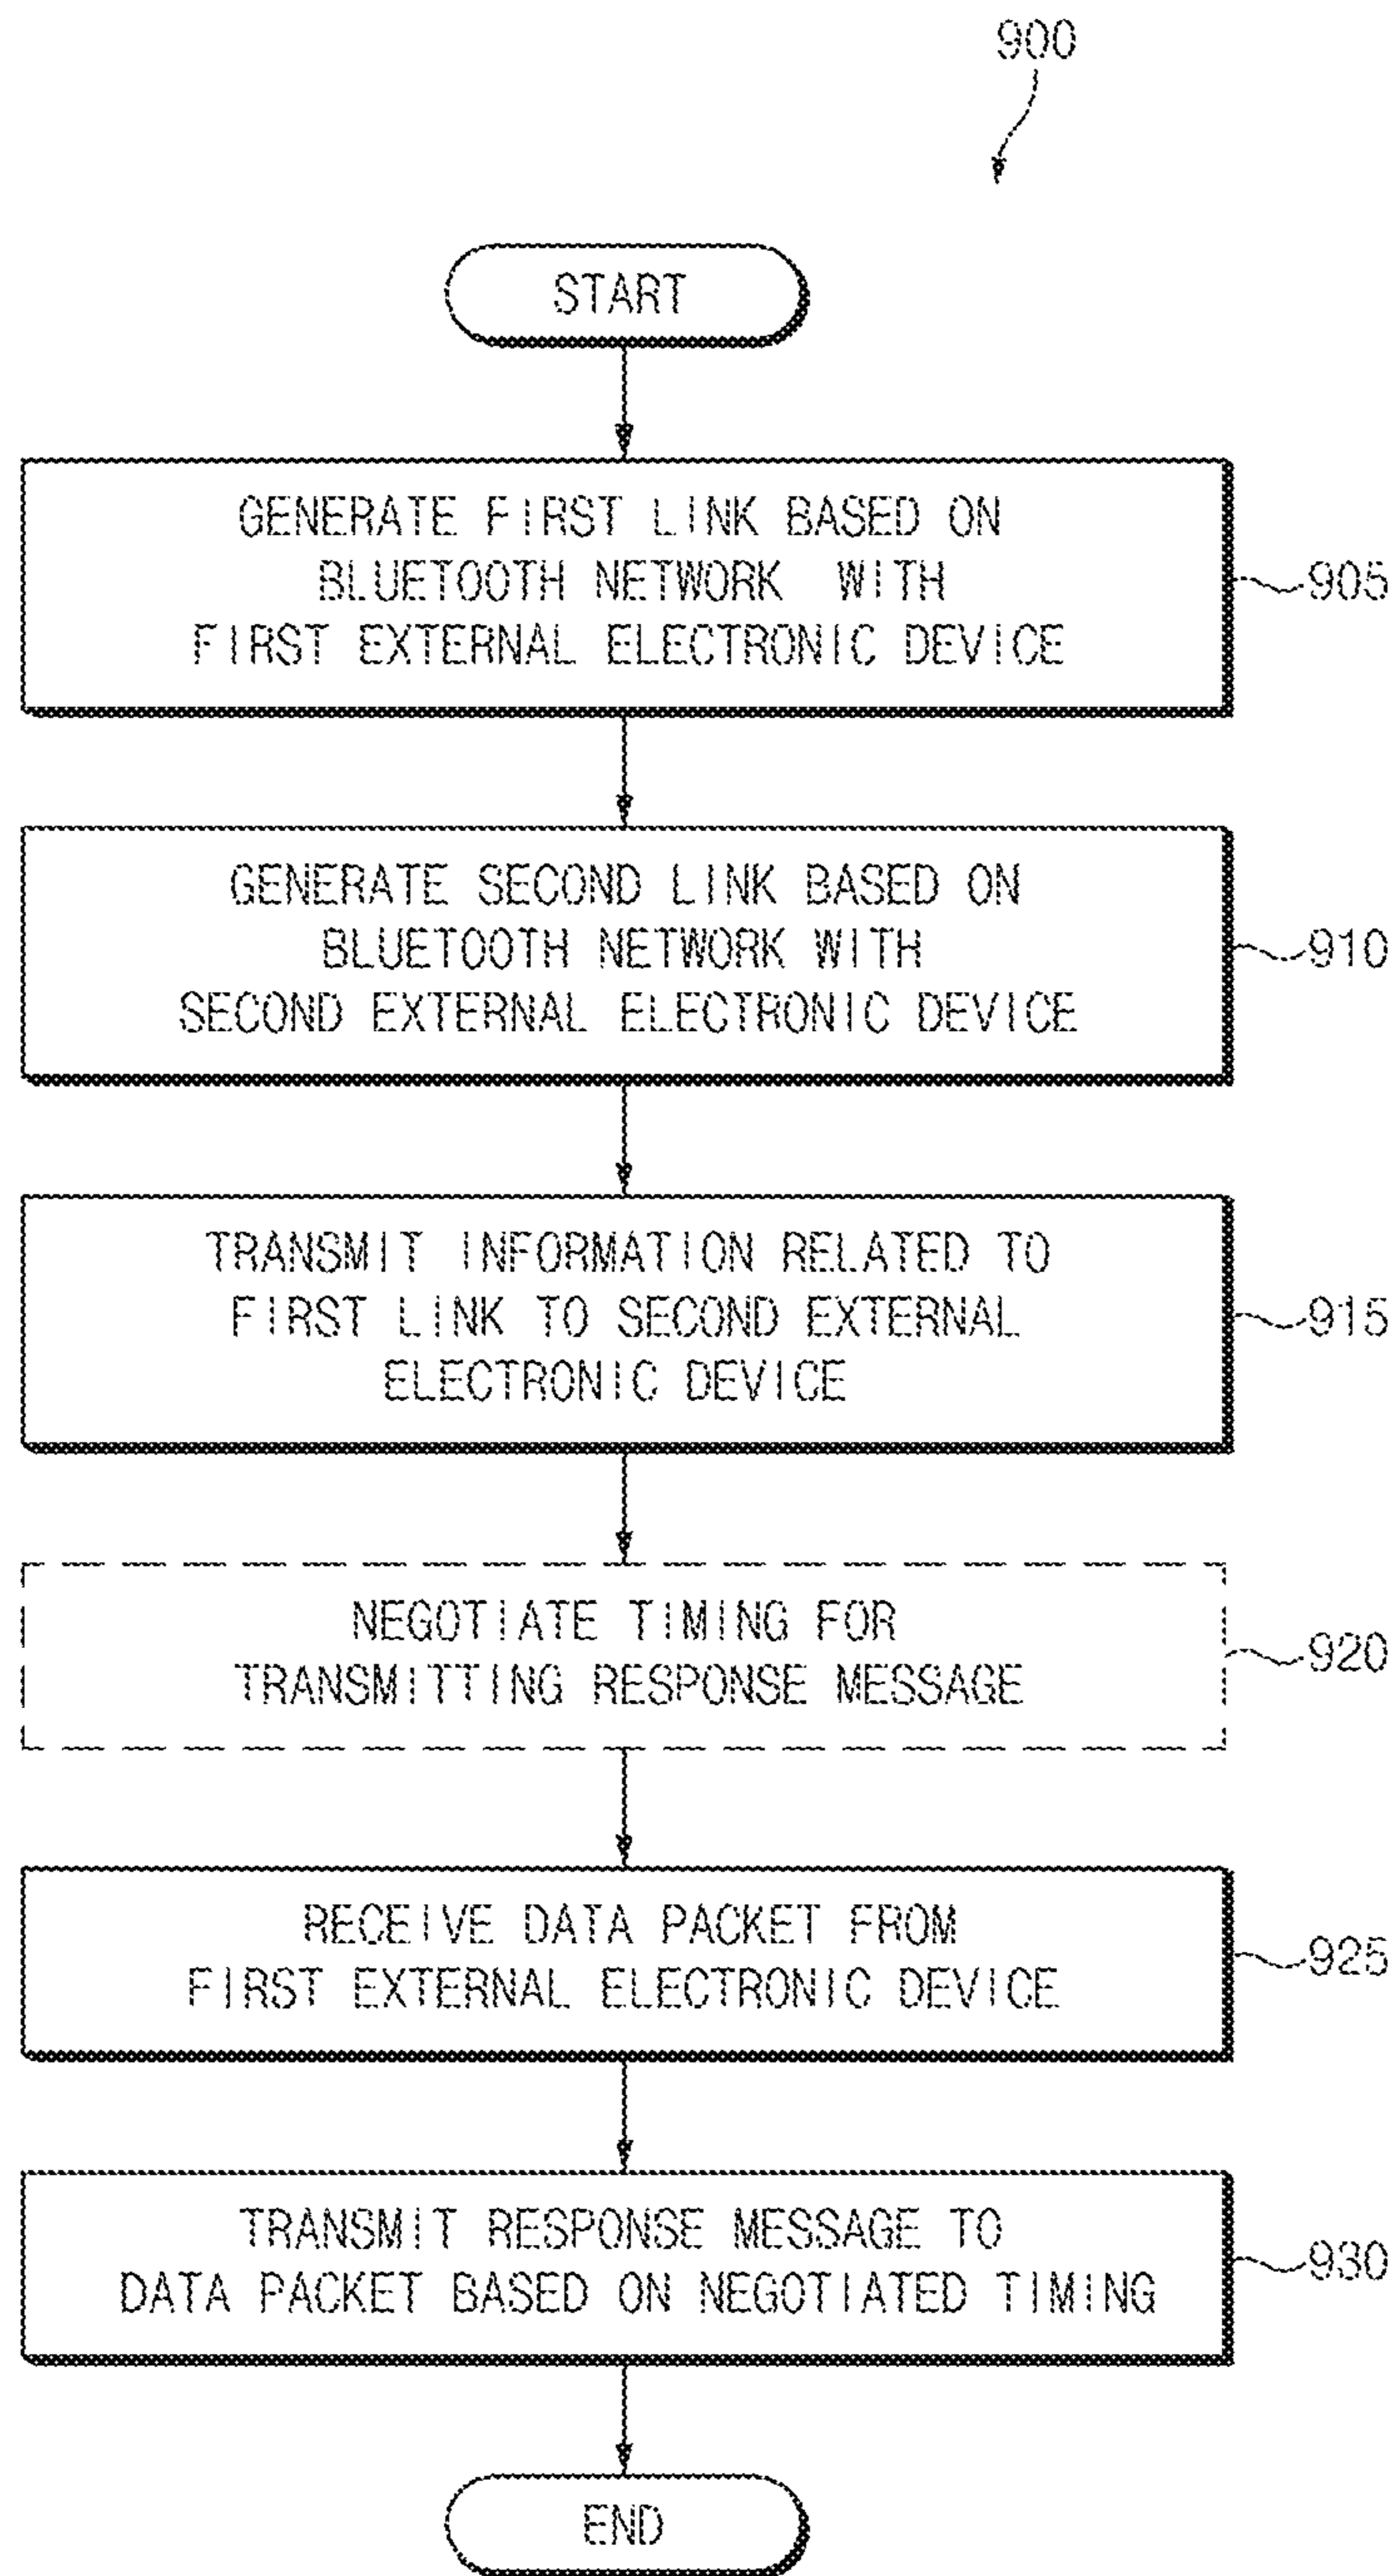 900
START
GENERATE FIRST LINK BASED ON
BLUETOOTH NETWORK WITH
FIRST EXTERNAL ELECTRONIC DEVICE
905
GENERATE SECOND LINK BASED ON
BLUETOOTH NETWORK WITH
SECOND EXTERNAL ELECTRONIC DEVICE
910
TRANSMIT INFORMATION RELATED TO
FIRST LINK TO SECOND EXTERNAL
ELECTRONIC DEVICE
915
NEGOTIATE TIMING FOR
TRANSMITTING RESPONSE MESSAGE
920
RECEIVE DATA PACKET FROM
FIRST EXTERNAL ELECTRONIC DEVICE
925
TRANSMIT RESPONSE MESSAGE TO
DATA PACKET BASED ON NEGOTIATED TIMING
930
END